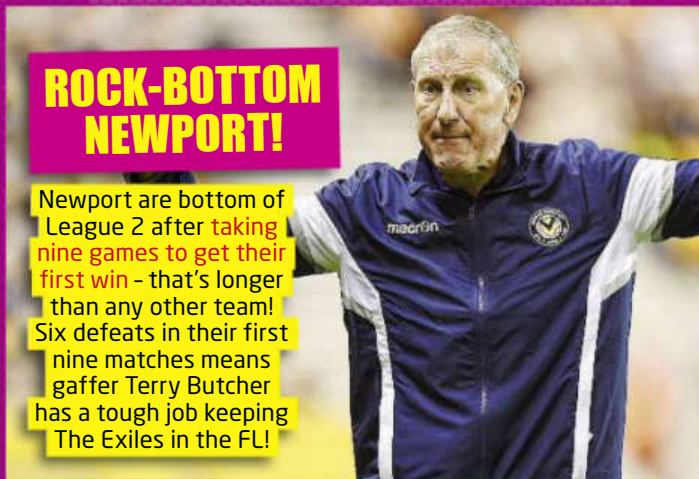 ROCK-BOTTOM
NEWPORT!
Newport are bottom of
League 2 after taking
nine games to get their
first win – that's longer
than any other team!
Six defeats in their first
nine matches means
gaffer Terry Butcher
has a tough job keeping
The Exiles in the FL!
macron